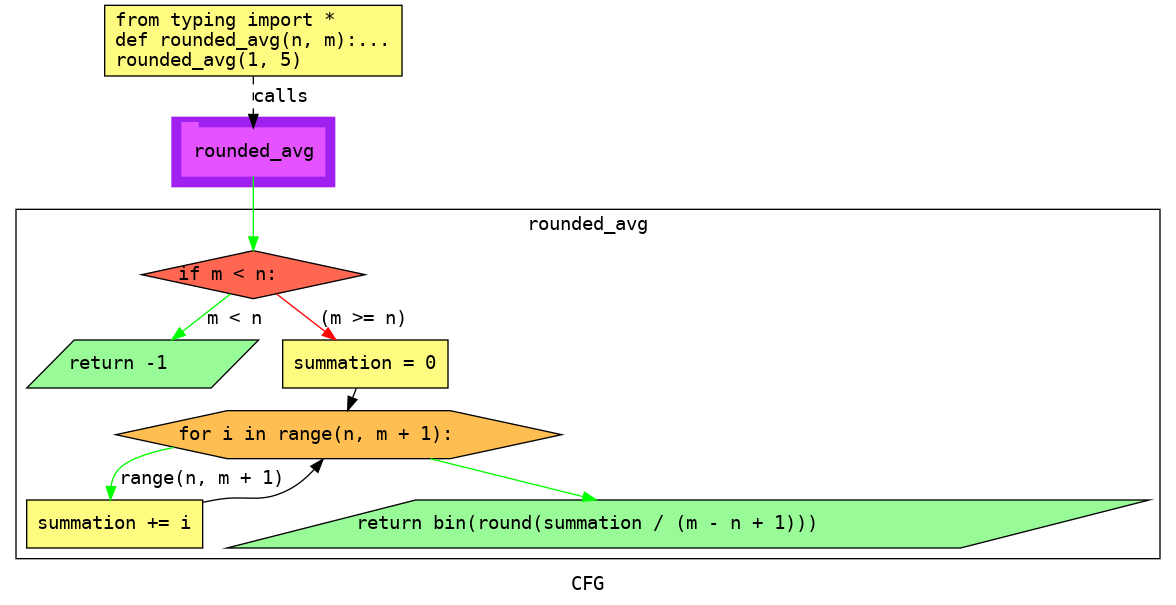 from typing import *
def rounded_avg(n, m):...
rounded_avg(1, 5)
calls
rounded_avg
rounded_avg
if m < n:
m < n
(m >= n)
return -1
summation = 0
for i in range(n, m + 1):
range(n, m + 1)
summation += i
return bin(round(summation / (m - n + 1)))
CFG